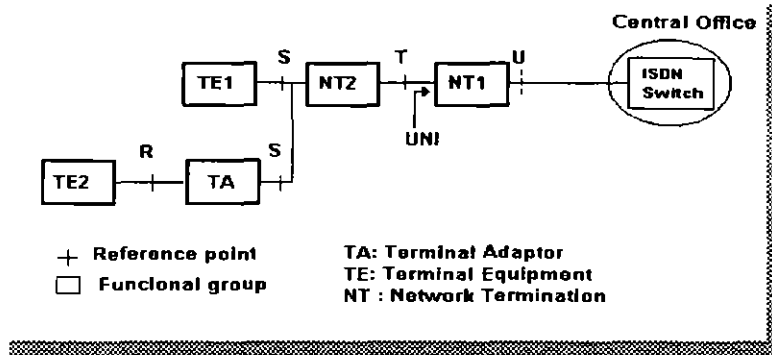 Central Office
S
T
U
TE1
NT2
NT1
ISDN
Switch
UNI
R
S
TE2
TA
Reference point
Funcional group
TA: Terminal Adaptor
TE: Terminal Equipment
NT : Network Termination